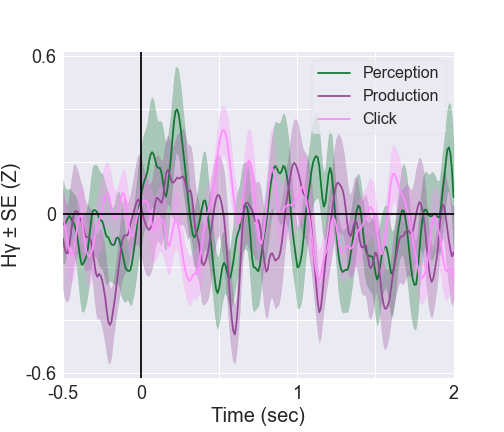 0.6
Perception
Production
Click
Hγ ± SE (Z)
0
-0.6
-0.5
0
1
2
Time (sec)